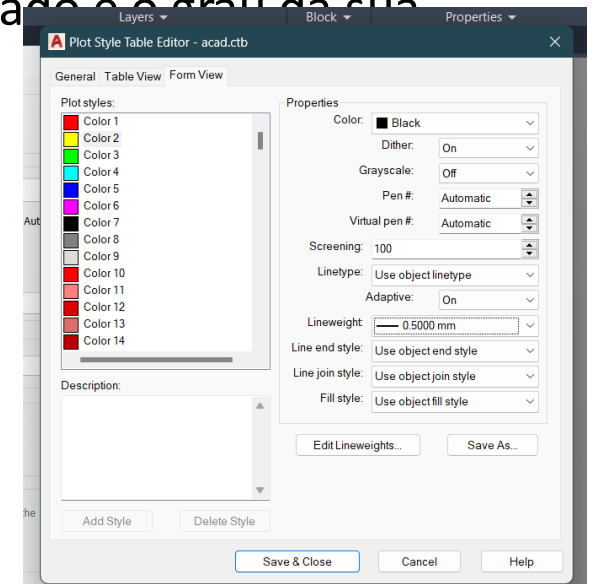 ado e o grau da sua
Layers Block Properties
Plot Style Table Editor - acad.ctb
General Table View Form View
Plot styles:
Color 1
Color 2
Color 3
Color 4
Color 5
Color 6
Color 7
Color 8
Color 9
Color 10
Color 11
Color 12
Color 13
Color 14
Description:
Add Style Delete Style
Properties
Color: Black
Dither: On
Grayscale: Off
Pen #: Automatic
Virtual pen #: Automatic
Screening: 100
Linetype: Use object linetype
Adaptive: On
Lineweight: 0.5000 mm
Line end style: Use object end style
Line join style: Use object join style
Fill style: Use object fill style
Edit Lineweights... Save As...
Save & Close Cancel Help
Aut
he